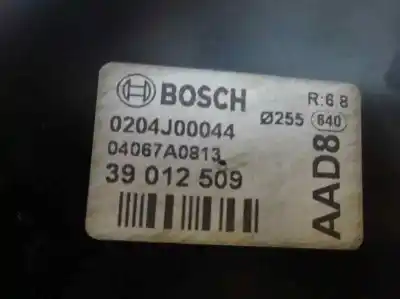 BOSCH R:6.8
0204J00044 Ø255 640
04067A0813
39 012 509
AAD8